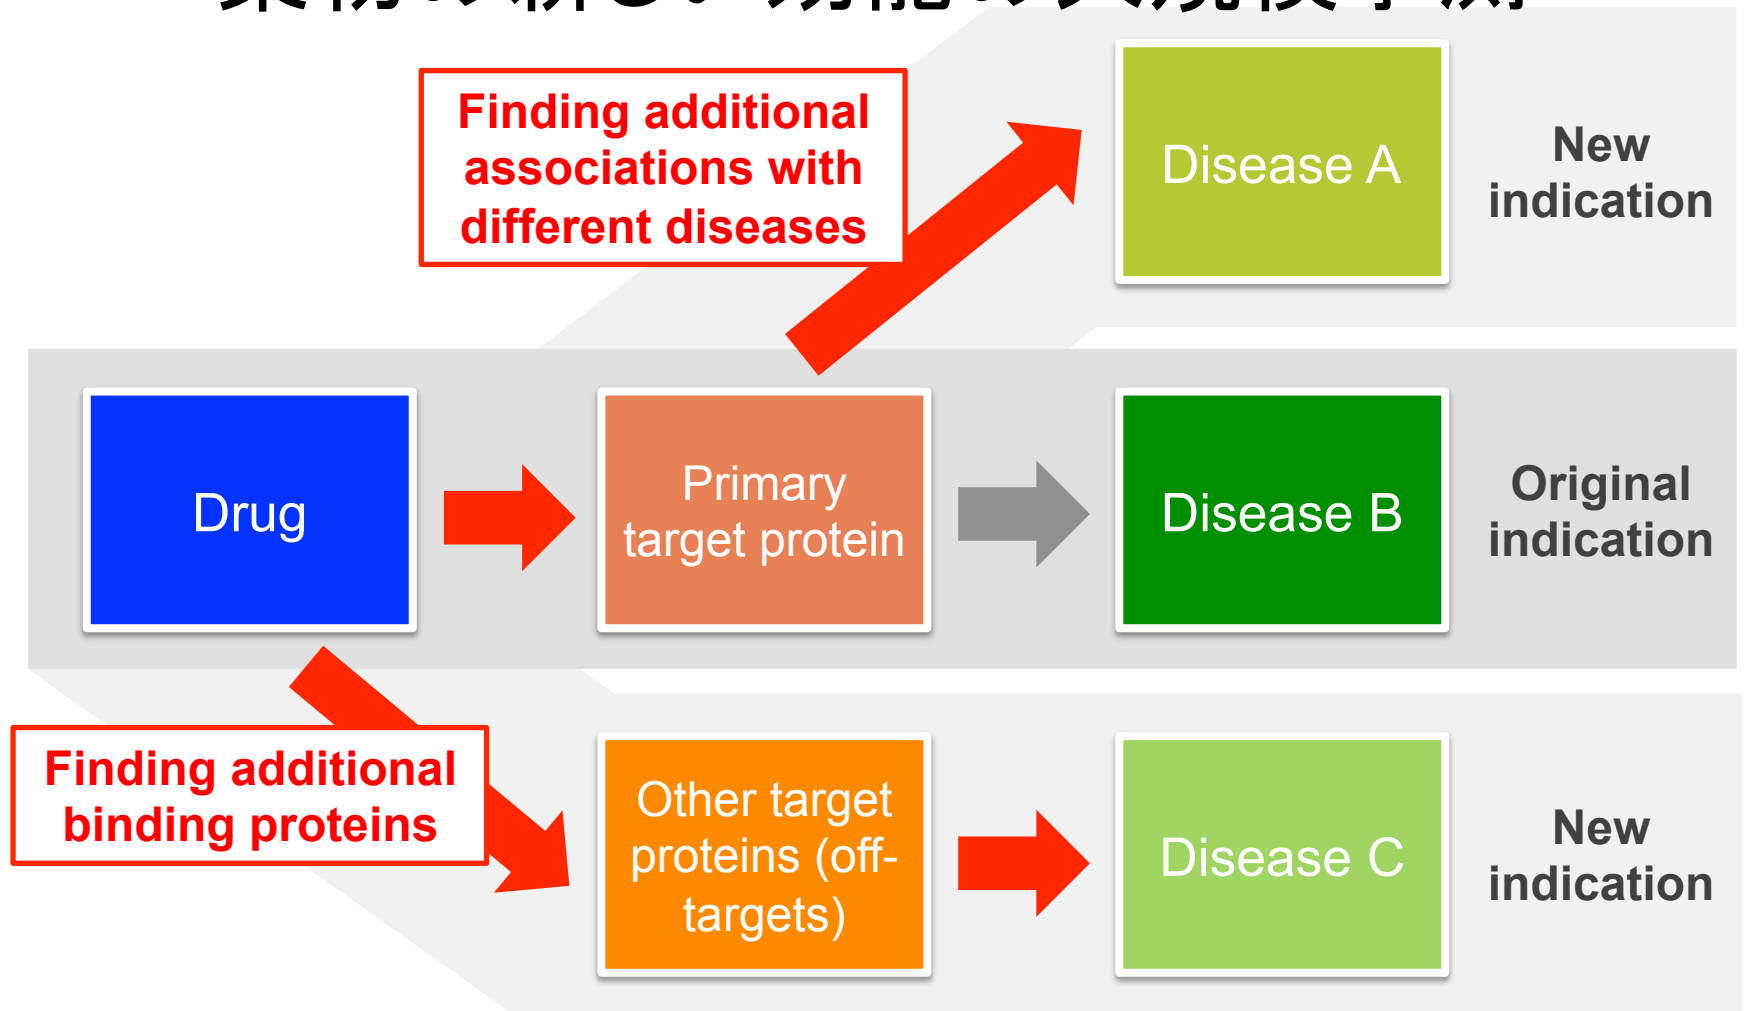 Finding additional
associations with
different diseases
Disease A
New
indication
Drug
Primary
target protein
Disease B
Original
indication
Finding additional
binding proteins
Other target
proteins (off-
targets)
Disease C
New
indication